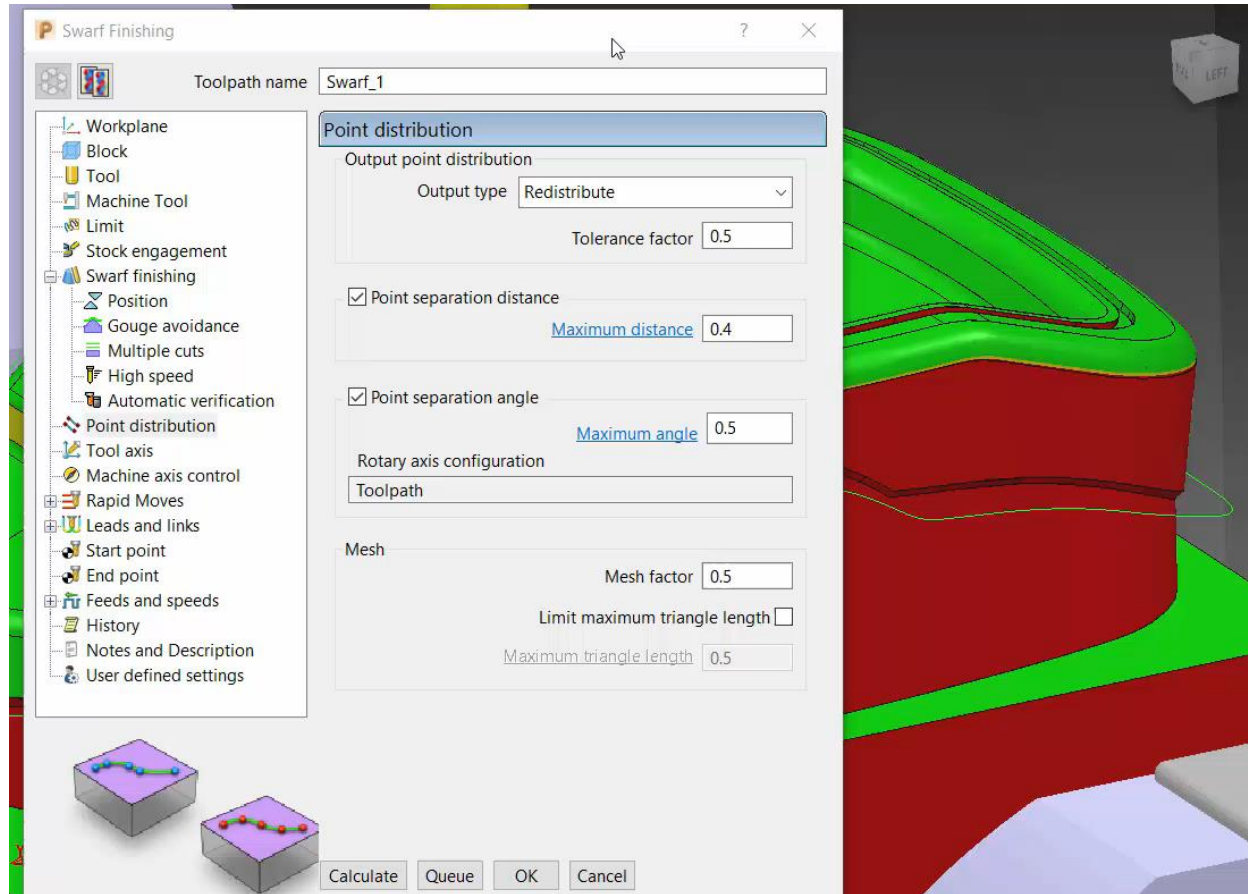 Swarf Finishing
?
Toolpath name Swarf_1
Workplane
Block
Tool
Machine Tool
Limit
Stock engagement
Swarf finishing
Position
Gouge avoidance
Multiple cuts
High speed
Automatic verification
Point distribution
Tool axis
Machine axis control
Rapid Moves
Leads and links
Start point
End point
Feeds and speeds
History
Notes and Description
User defined settings
Point distribution
Output point distribution
Output type Redistribute
Tolerance factor 0.5
Point separation distance
Maximum distance 0.4
Point separation angle
Maximum angle 0.5
Rotary axis configuration
Toolpath
Mesh
Mesh factor 0.5
Limit maximum triangle length
Maximum triangle length 0.5
Calculate Queue OK Cancel
LEFT